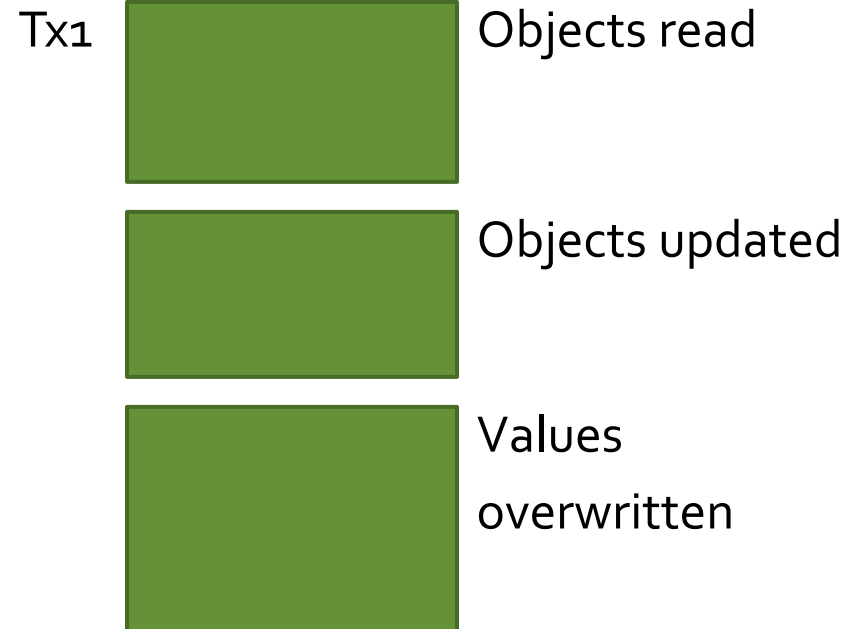 Tx1
Objects read
Objects updated
Values
overwritten